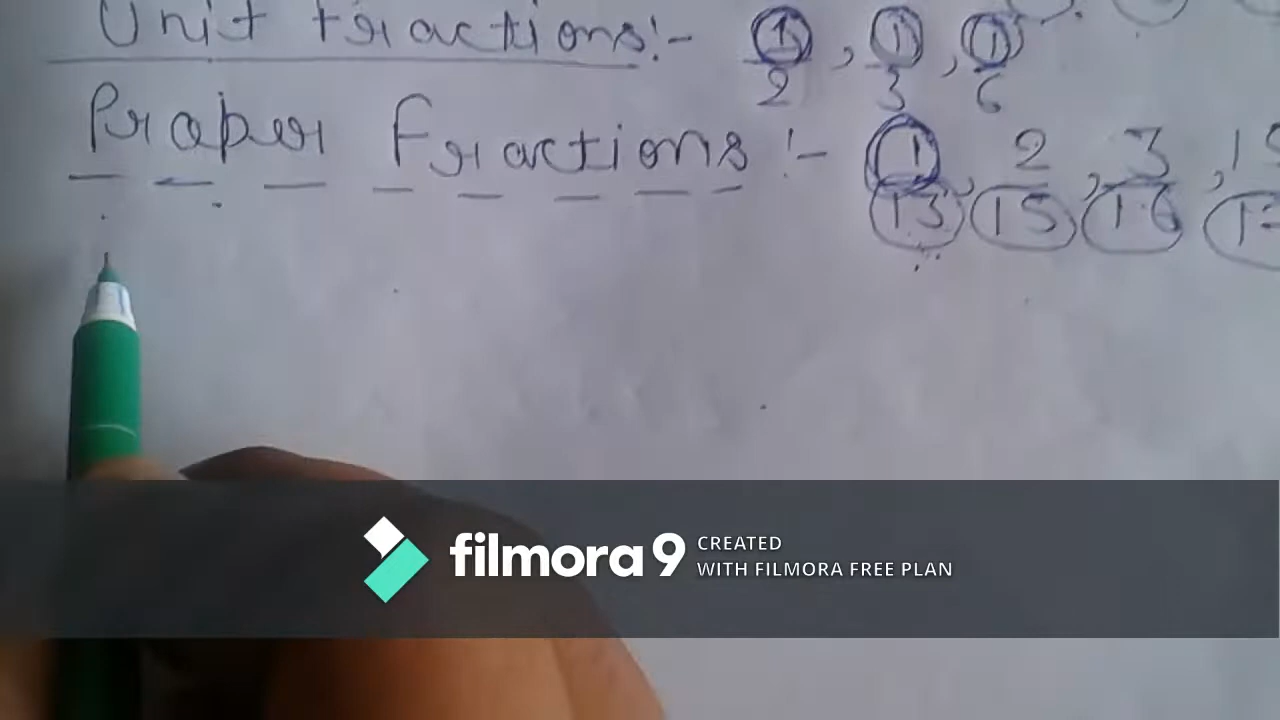 Unit fractions:- 1/2, 1/3, 1/6
Proper Fractions:- 1/13, 2/15, 3/16,
filmora9 CREATED
WITH FILMORA FREE PLAN